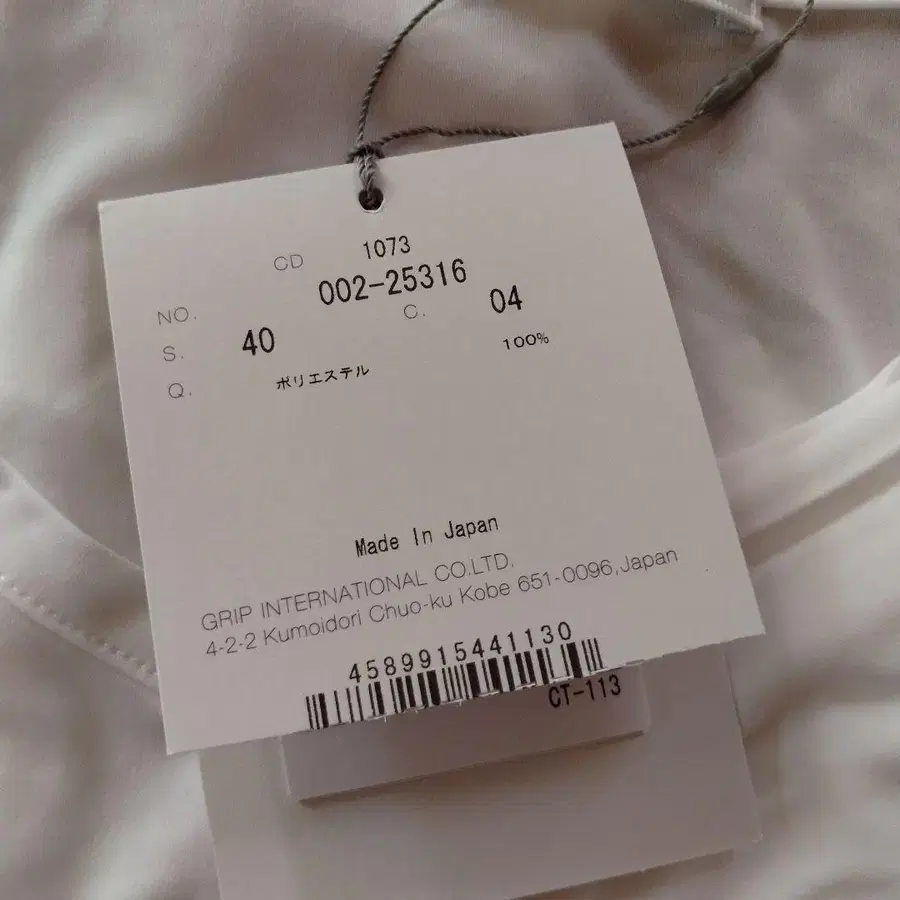 CD 1073
NO. 002-25316
S. 40 C. 04
Q. ポリエステル 100%
Made In Japan
GRIP INTERNATIONAL CO.LTD,
4-2-2 Kumoidori Chuo-ku Kobe 651-0096,Japan
4589915441130
CT-113